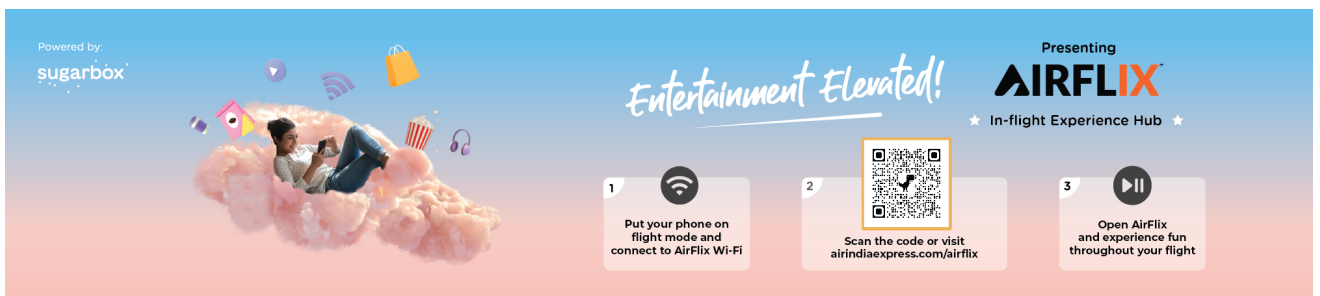 Powered by:
sugarbox
Entertainment Elevated!
Presenting
AIRFLIX™
In-flight Experience Hub
1
Put your phone on
flight mode and
connect to AirFlix Wi-Fi
2
Scan the code or visit
airindiaexpress.com/airflix
3
Open AirFlix
and experience fun
throughout your flight